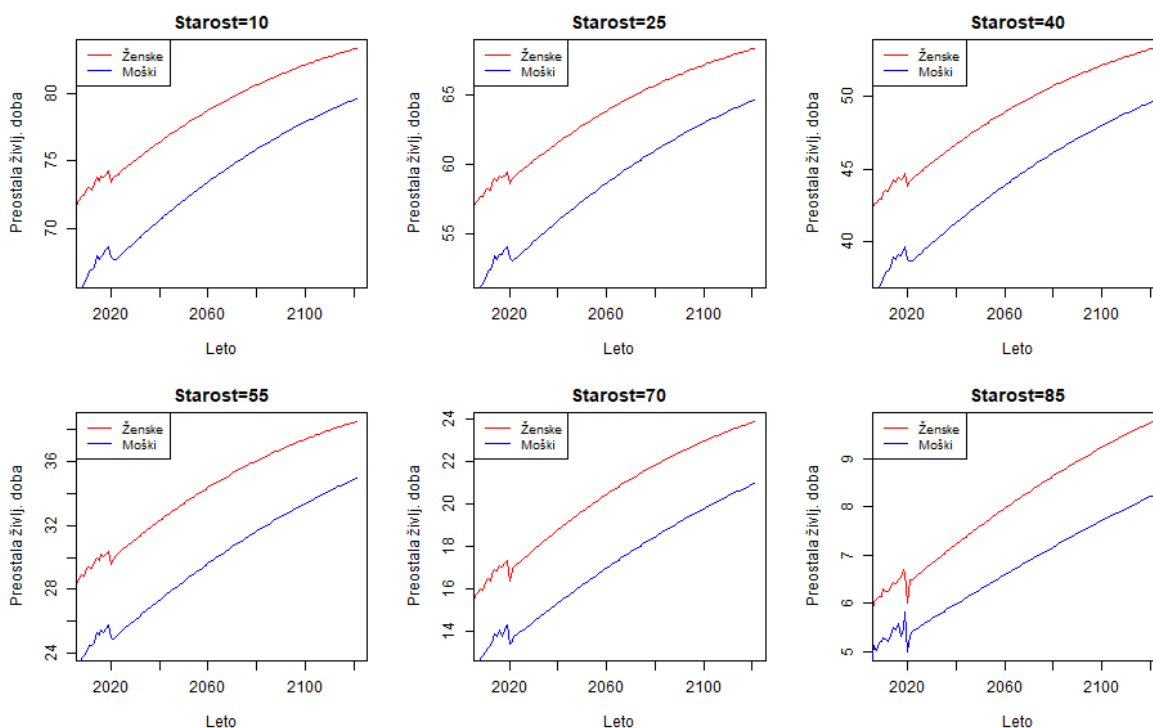 Starost=10
Ženske
Moški
Preostala življ. doba
80
75
70
2020 2060 2100
Leto
Starost=25
Ženske
Moški
Preostala življ. doba
65
60
55
2020 2060 2100
Leto
Starost=40
Ženske
Moški
Preostala življ. doba
50
45
40
2020 2060 2100
Leto
Starost=55
Ženske
Moški
Preostala življ. doba
36
32
28
24
2020 2060 2100
Leto
Starost=70
Ženske
Moški
Preostala življ. doba
24
22
20
18
16
14
2020 2060 2100
Leto
Starost=85
Ženske
Moški
Preostala življ. doba
9
8
7
6
5
2020 2060 2100
Leto